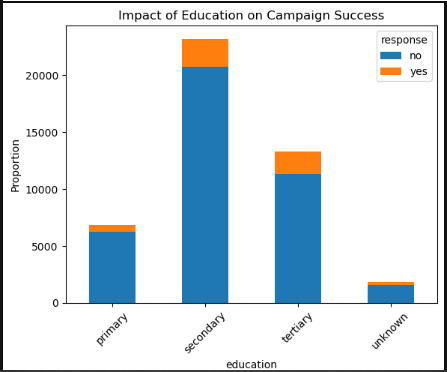 Impact of Education on Campaign Success
response
no
yes
20000
15000
10000
5000
0
Proportion
primary
secondary
tertiary
unknown
education